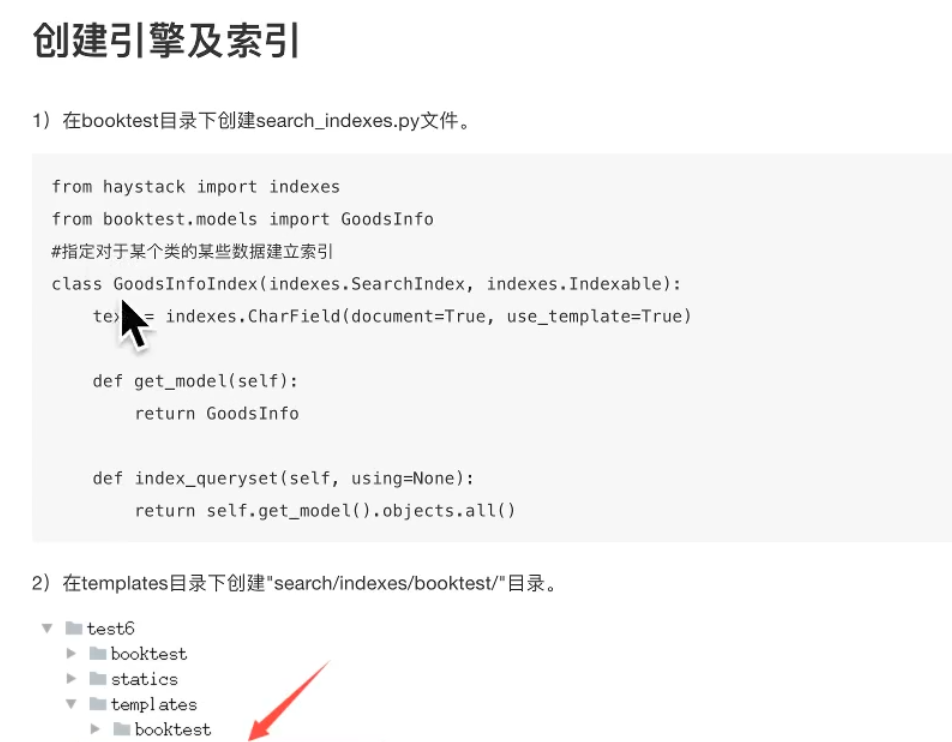 创建引擎及索引
1）在booktest目录下创建search_indexes.py文件。
from haystack import indexes
from booktest.models import GoodsInfo
#指定对于某个类的某些数据建立索引
class GoodsInfoIndex(indexes.SearchIndex, indexes.Indexable):
te = indexes.CharField(document=True, use_template=True)
def get_model(self):
return GoodsInfo
def index_queryset(self, using=None):
return self.get_model().objects.all()
2）在templates目录下创建"search/indexes/booktest/"目录。
test6
booktest
statics
templates
booktest